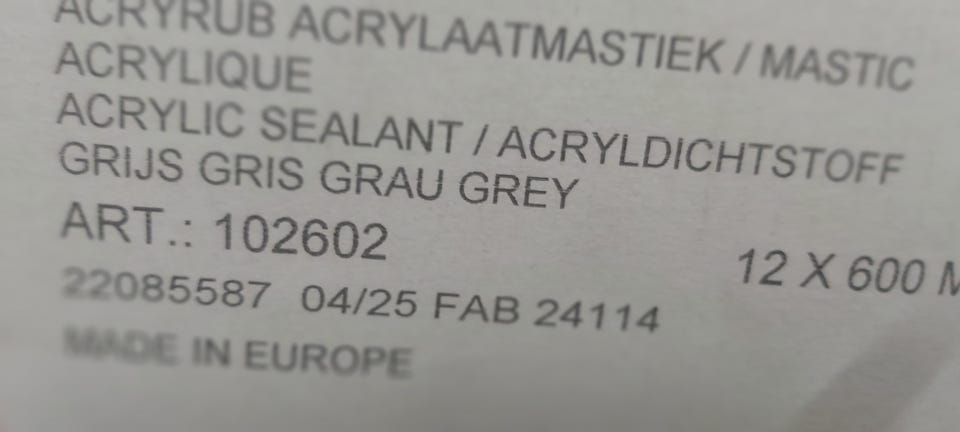 ACRYRUB ACRYLAATMASTIEK / MASTIC
ACRYLIQUE
ACRYLIC SEALANT / ACRYLDICHTSTOFF
GRIJS GRIS GRAU GREY
ART.: 102602
12 X 600 M
22085587 04/25 FAB 24114
MADE IN EUROPE